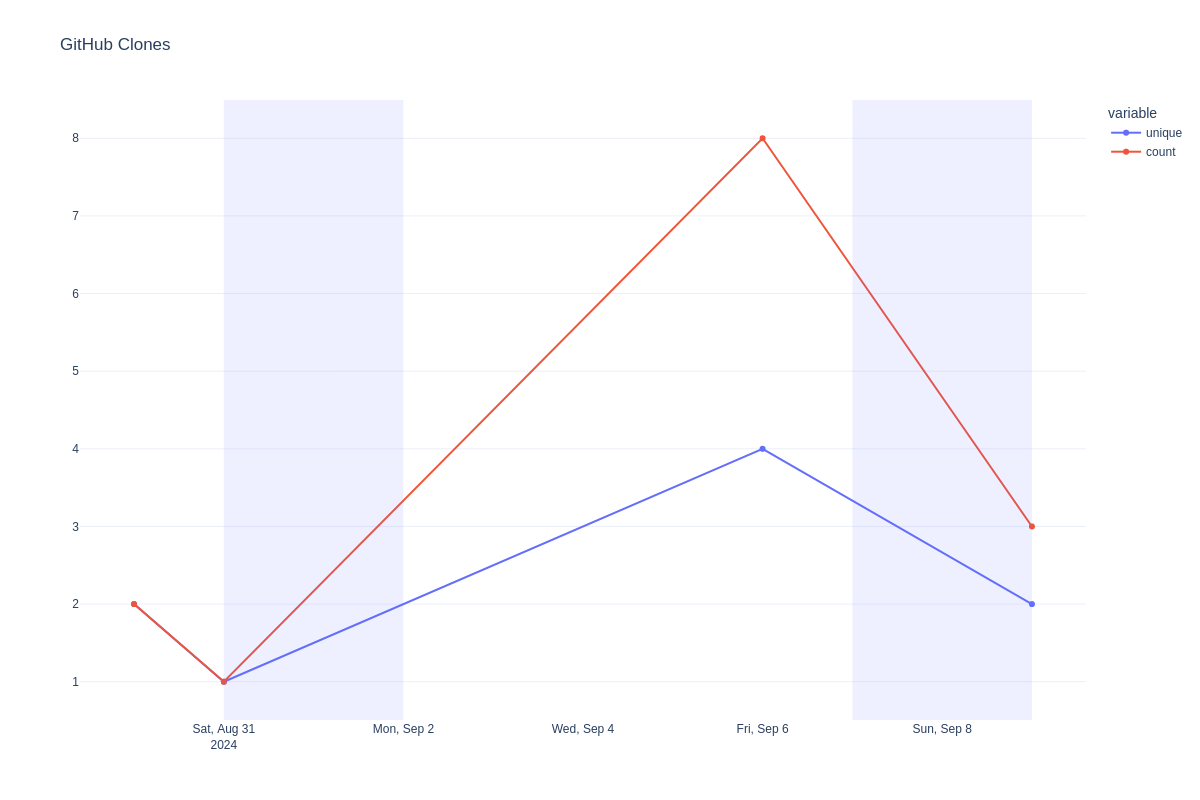 GitHub Clones
variable
unique
count
8
7
6
5
4
3
2
1
Sat, Aug 31
2024
Mon, Sep 2
Wed, Sep 4
Fri, Sep 6
Sun, Sep 8